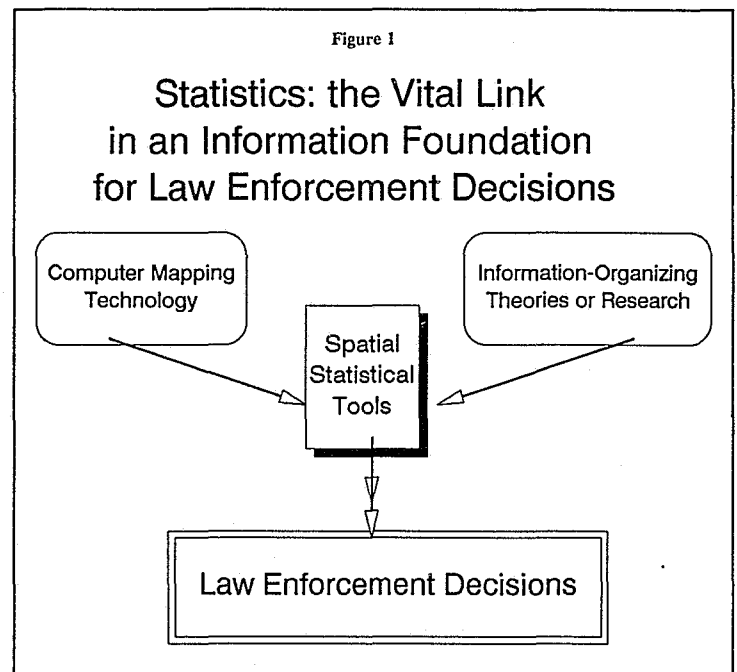 Figure 1
Statistics: the Vital Link
in an Information Foundation
for Law Enforcement Decisions
Computer Mapping
Technology
Information-Organizing
Theories or Research
Spatial
Statistical
Tools
Law Enforcement Decisions